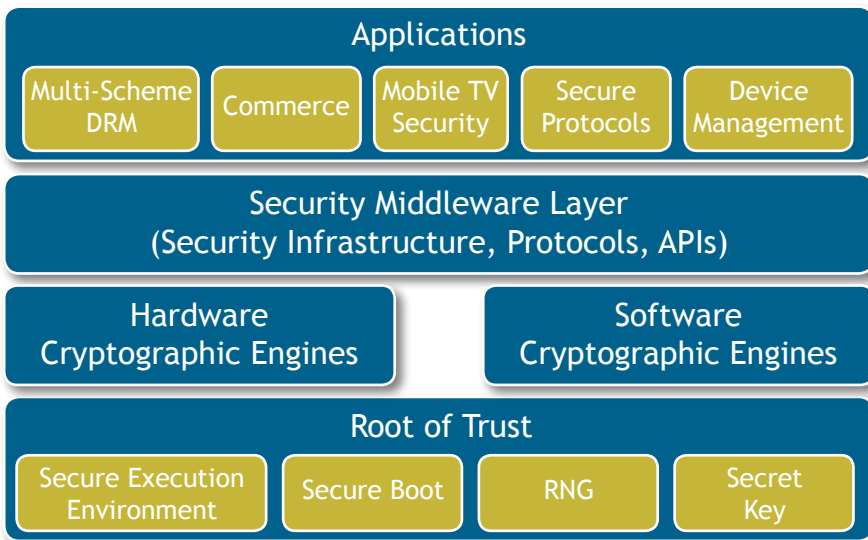 Applications
Multi-Scheme
DRM
Commerce
Mobile TV
Security
Secure
Protocols
Device
Management
Security Middleware Layer
(Security Infrastructure, Protocols, APIs)
Hardware
Cryptographic Engines
Software
Cryptographic Engines
Root of Trust
Secure Execution
Environment
Secure Boot
RNG
Secret
Key